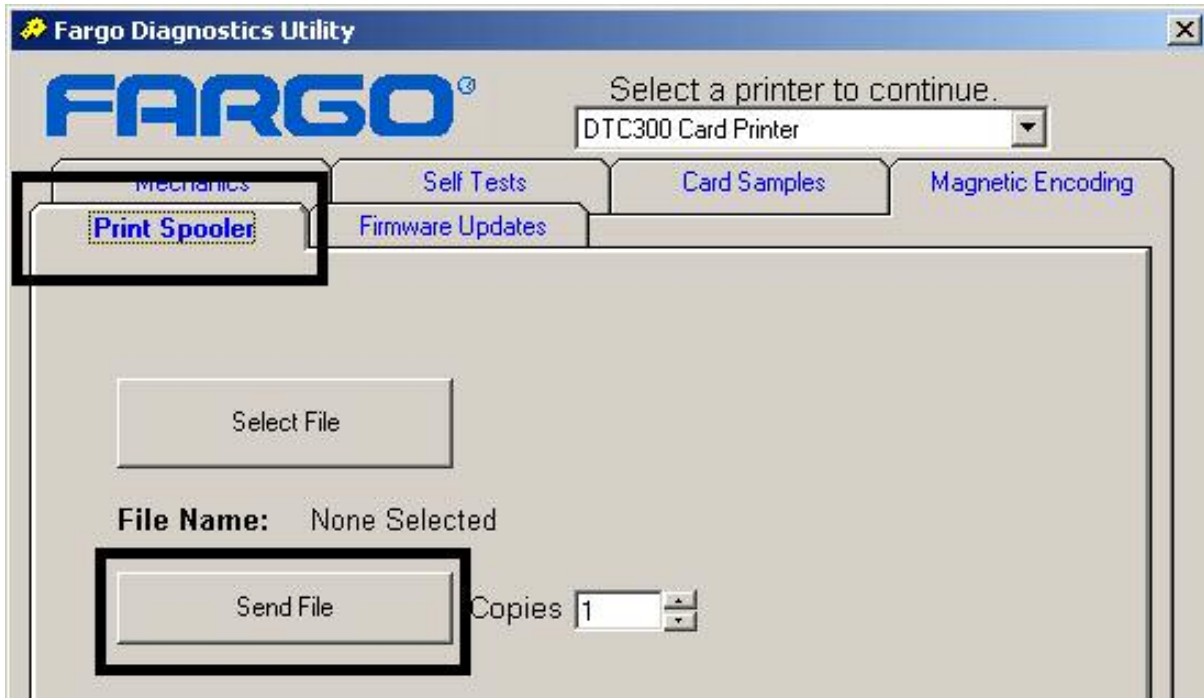 Fargo Diagnostics Utility
FARGO®
Select a printer to continue.
DTC300 Card Printer
Mechanics Self Tests Card Samples Magnetic Encoding
Print Spooler Firmware Updates
Select File
File Name: None Selected
Send File Copies 1